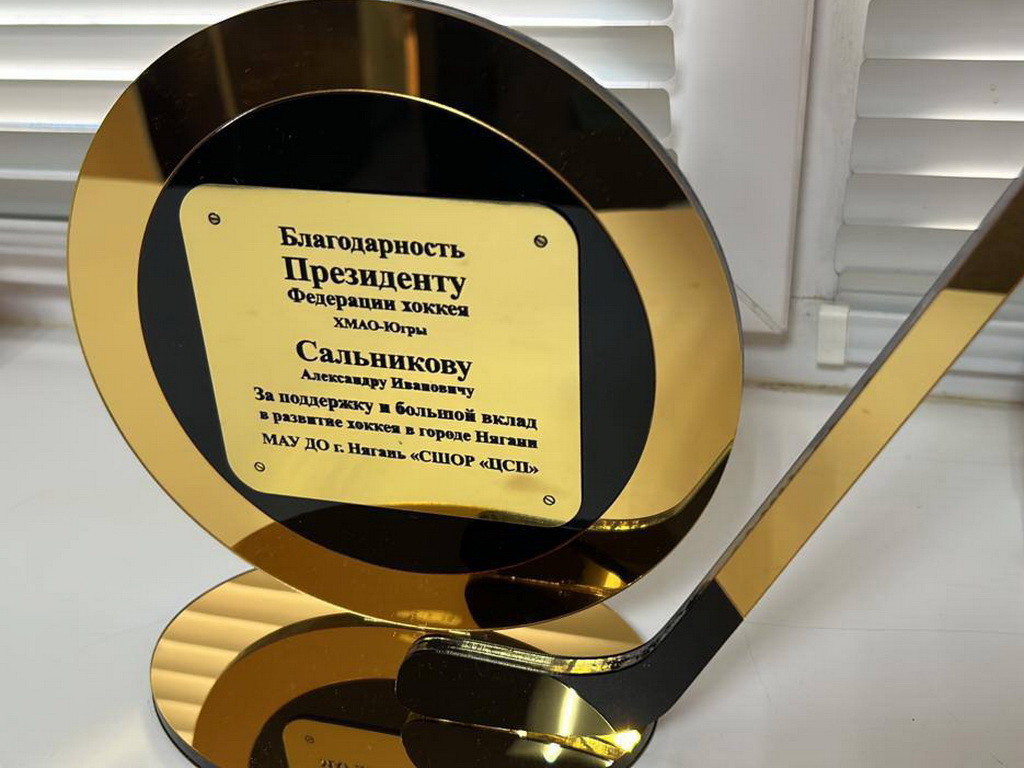 Благодарность
Президенту
Федерации хоккея
ХМАО-Югры
Сальникову
Александру Ивановичу
За поддержку и большой вклад
в развитие хоккея в городе Нягани
МАУ ДО г. Нягань «СШОР «ЦСП»